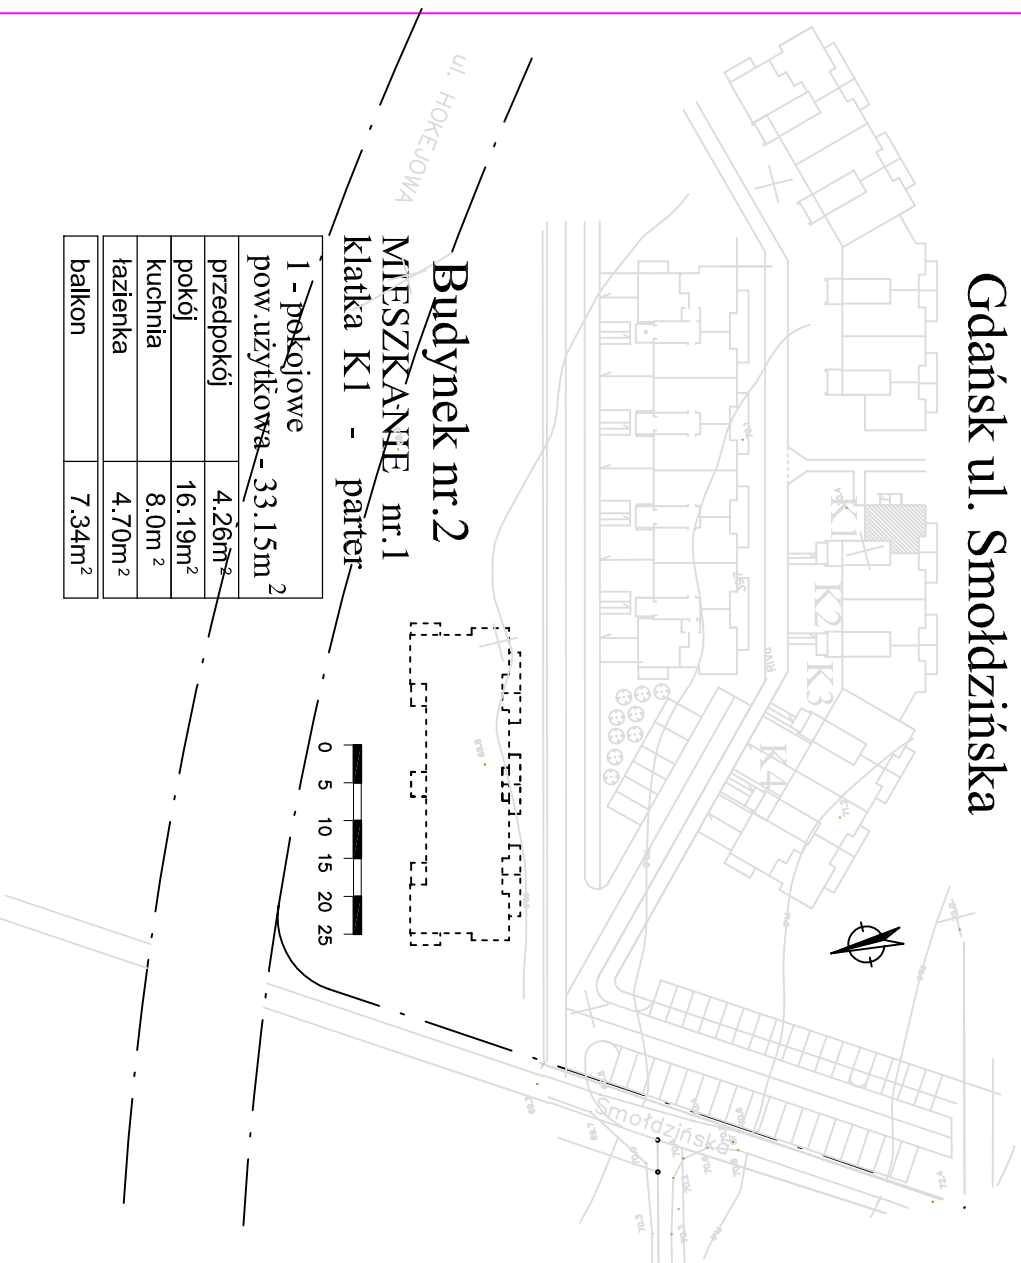 Gdańsk ul. Smołdzińska
K1
K2
K3
K4
ul. HOKEJOWA
Smołdzińska
Budynek nr.2
MIESZKANIE nr.1
klatka K1 - parter
1 - pokojowe
pow.użytkowa - 33.15m²
przedpokój 4.26m²
pokój 16.19m²
kuchnia 8.0m²
łazienka 4.70m²
balkon 7.34m²
0 5 10 15 20 25